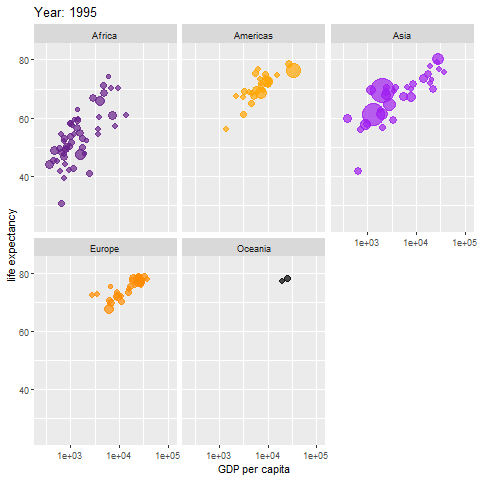 Year: 1995
Africa
Americas
Asia
80
60
40
1e+03
1e+04
1e+05
Europe
Oceania
80
60
40
1e+03
1e+04
1e+05
1e+03
1e+04
1e+05
life expectancy
GDP per capita